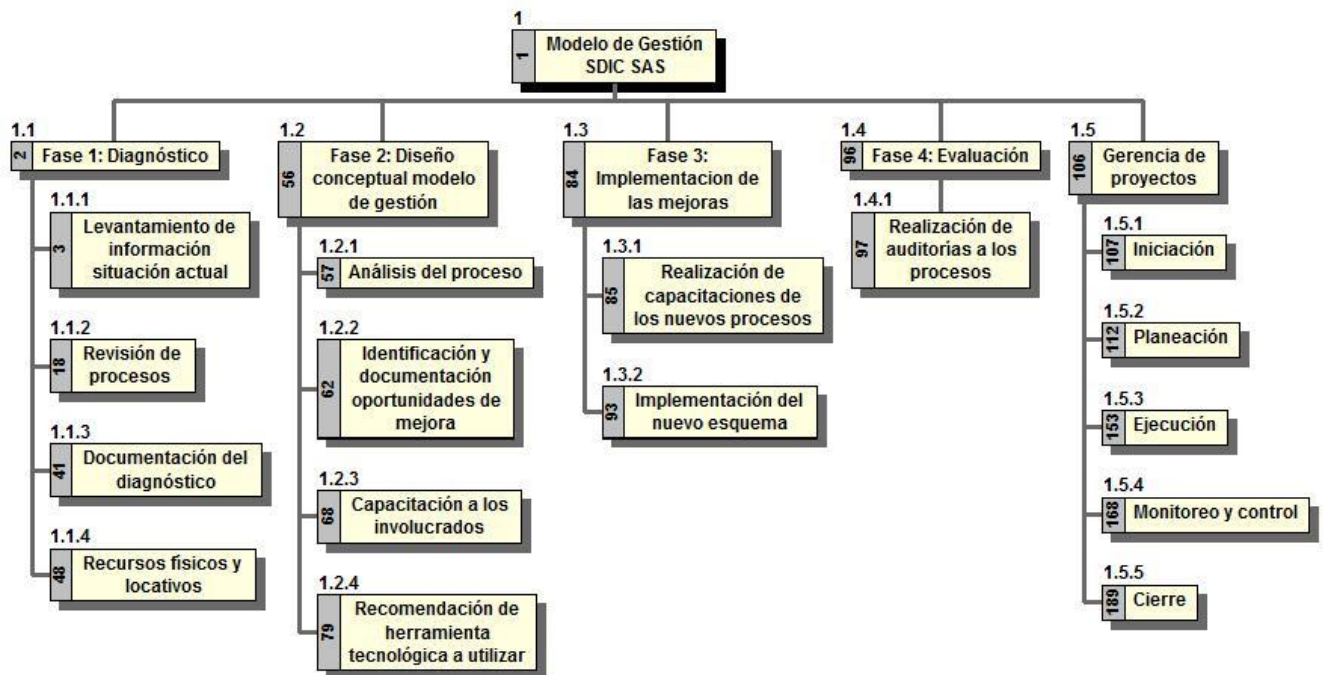 1
1
Modelo de Gestión
SDIC SAS
1.1
2
Fase 1: Diagnóstico
1.1.1
3
Levantamiento de
información
situación actual
1.1.2
18
Revisión de
procesos
1.1.3
41
Documentación del
diagnóstico
1.1.4
48
Recursos físicos y
locativos
1.2
56
Fase 2: Diseño
conceptual modelo
de gestión
1.2.1
57
Análisis del proceso
1.2.2
62
Identificación y
documentación
oportunidades de
mejora
1.2.3
68
Capacitación a los
involucrados
1.2.4
79
Recomendación de
herramienta
tecnológica a utilizar
1.3
84
Fase 3:
Implementacion de
las mejoras
1.3.1
85
Realización de
capacitaciones de
los nuevos procesos
1.3.2
93
Implementación del
nuevo esquema
1.4
96
Fase 4: Evaluación
1.4.1
97
Realización de
auditorías a los
procesos
1.5
106
Gerencia de
proyectos
1.5.1
107
Iniciación
1.5.2
112
Planeación
1.5.3
153
Ejecución
1.5.4
168
Monitoreo y control
1.5.5
189
Cierre